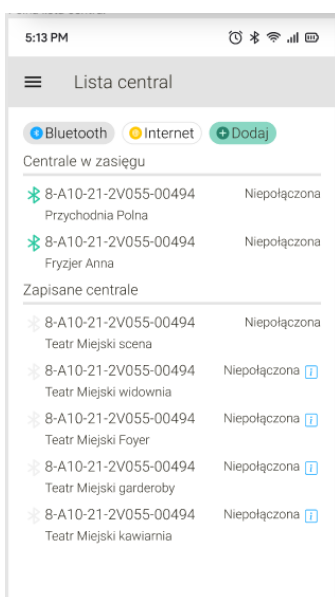 5:13 PM
Lista central
Bluetooth Internet Dodaj
Centrale w zasięgu
8-A10-21-2V055-00494 Niepołączona
Przychodnia Polna
8-A10-21-2V055-00494 Niepołączona
Fryzjer Anna
Zapisane centrale
8-A10-21-2V055-00494 Niepołączona
Teatr Miejski scena
8-A10-21-2V055-00494 Niepołączona i
Teatr Miejski widownia
8-A10-21-2V055-00494 Niepołączona i
Teatr Miejski Foyer
8-A10-21-2V055-00494 Niepołączona i
Teatr Miejski garderoby
8-A10-21-2V055-00494 Niepołączona i
Teatr Miejski kawiarnia